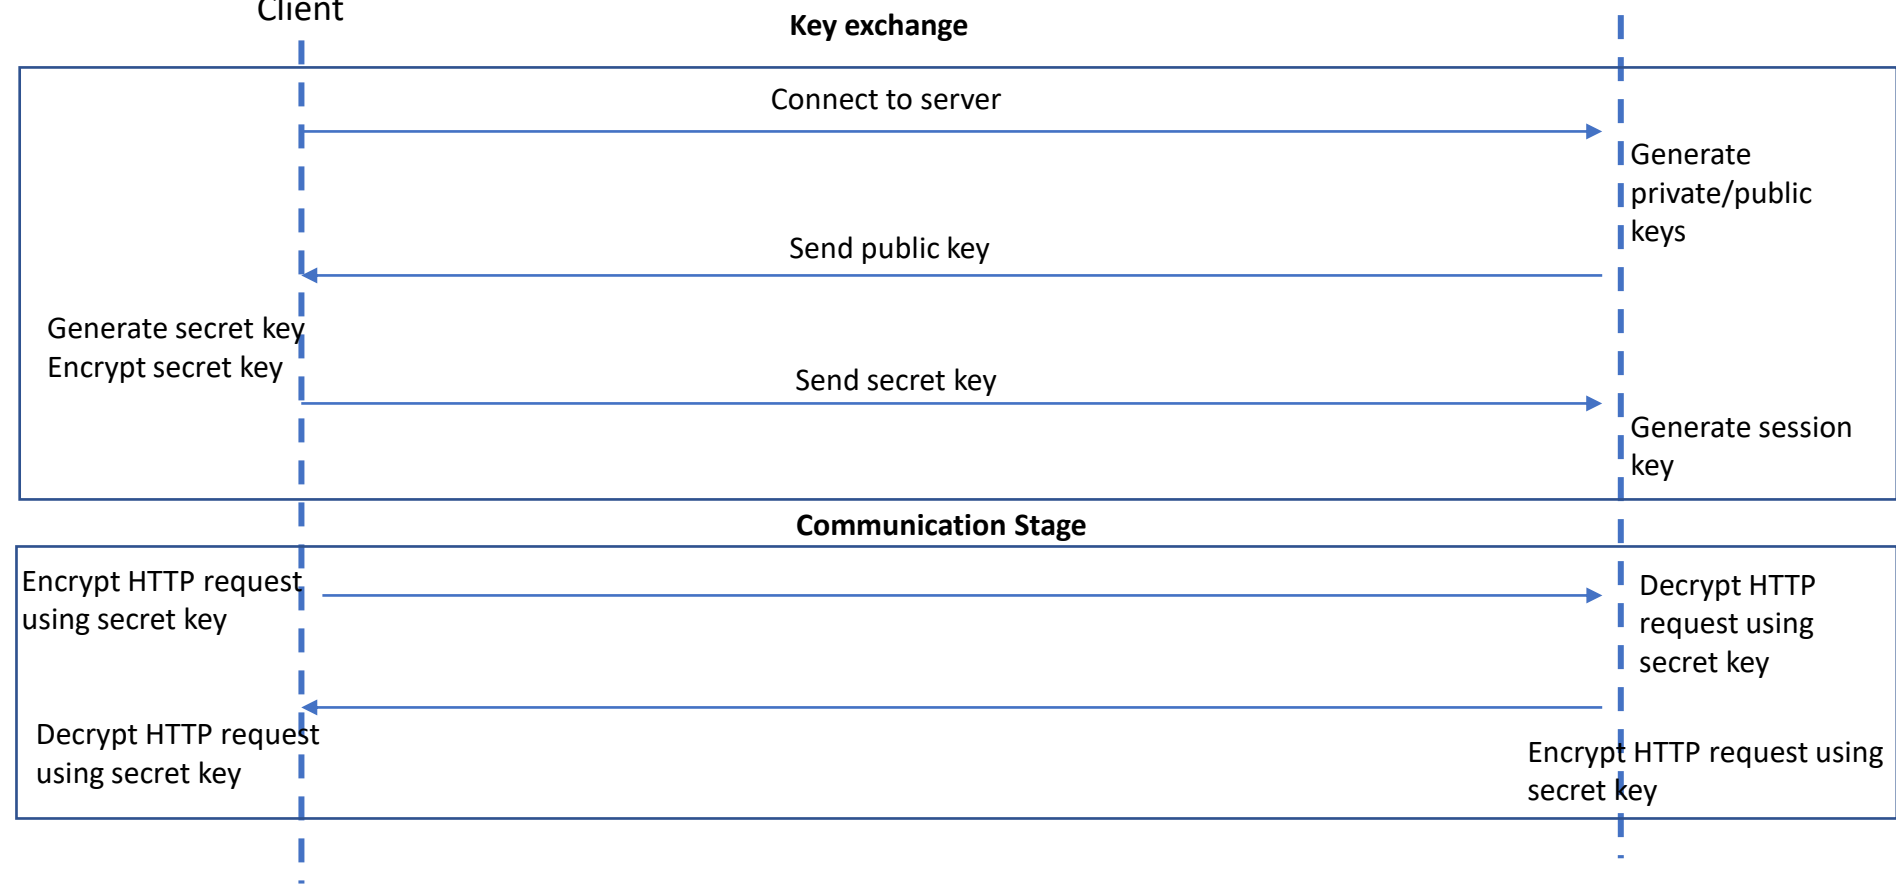 Client
Key exchange
Connect to server
Generate
private/public
keys
Send public key
Generate secret key
Encrypt secret key
Send secret key
Generate session
key
Communication Stage
Encrypt HTTP request
using secret key
Decrypt HTTP
request using
secret key
Decrypt HTTP request
using secret key
Encrypt HTTP request using
secret key